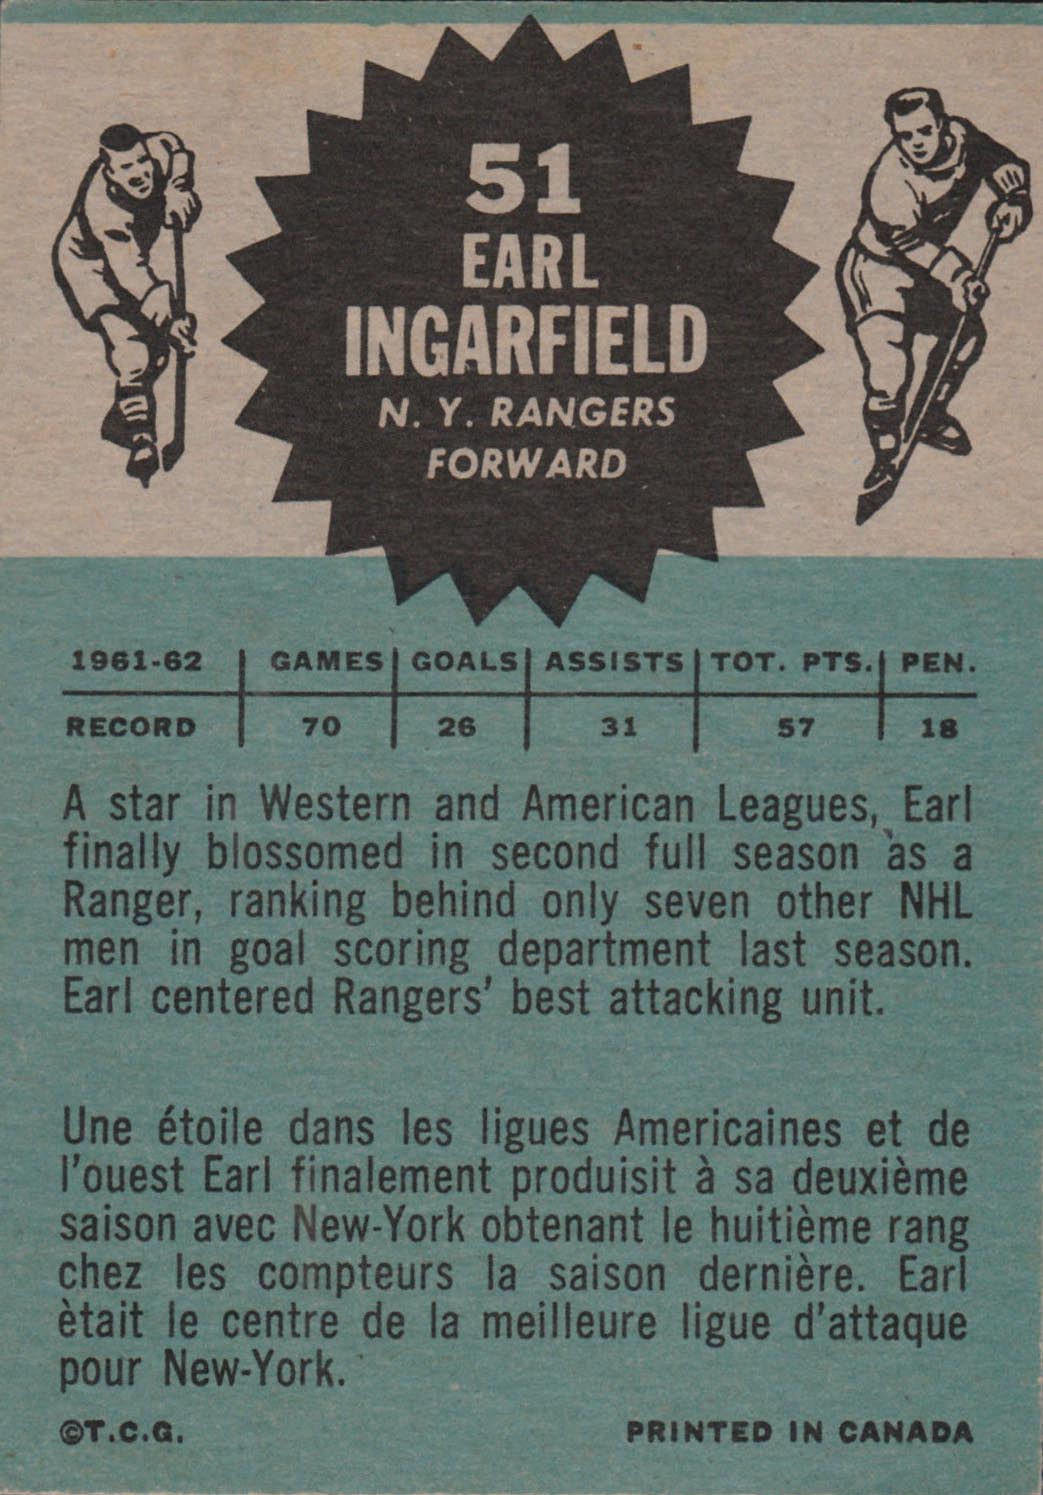 51
EARL
INGARFIELD
N. Y. RANGERS
FORWARD
1961-62 GAMES GOALS ASSISTS TOT. PTS. PEN.
RECORD 70 26 31 57 18
A star in Western and American Leagues, Earl
finally blossomed in second full season as a
Ranger, ranking behind only seven other NHL
men in goal scoring department last season.
Earl centered Rangers' best attacking unit.
Une étoile dans les ligues Americaines et de
l'ouest Earl finalement produisit à sa deuxième
saison avec New-York obtenant le huitième rang
chez les compteurs la saison dernière. Earl
ètait le centre de la meilleure ligue d'attaque
pour New-York.
©T.C.G. PRINTED IN CANADA